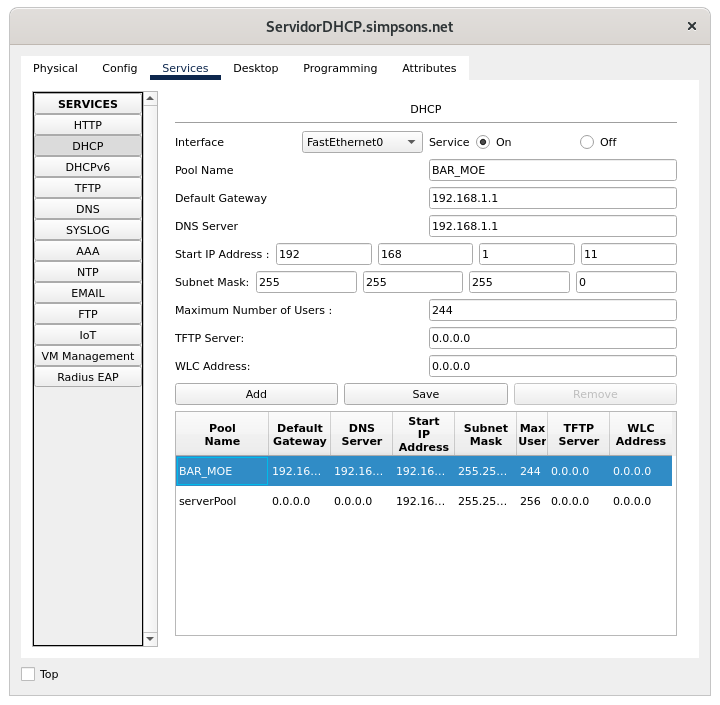 ServidorDHCP.simpsons.net
Physical Config Services Desktop Programming Attributes
SERVICES
HTTP
DHCP
DHCPv6
TFTP
DNS
SYSLOG
AAA
NTP
EMAIL
FTP
IoT
VM Management
Radius EAP
DHCP
Interface FastEthernet0 Service On Off
Pool Name BAR_MOE
Default Gateway 192.168.1.1
DNS Server 192.168.1.1
Start IP Address : 192 168 1 11
Subnet Mask: 255 255 255 0
Maximum Number of Users : 244
TFTP Server: 0.0.0.0
WLC Address: 0.0.0.0
Add Save Remove
Pool Name Default Gateway DNS Server Start IP Address Subnet Mask Max User TFTP Server WLC Address
BAR_MOE 192.16... 192.16... 192.16... 255.25... 244 0.0.0.0 0.0.0.0
serverPool 0.0.0.0 0.0.0.0 192.16... 255.25... 256 0.0.0.0 0.0.0.0
Top